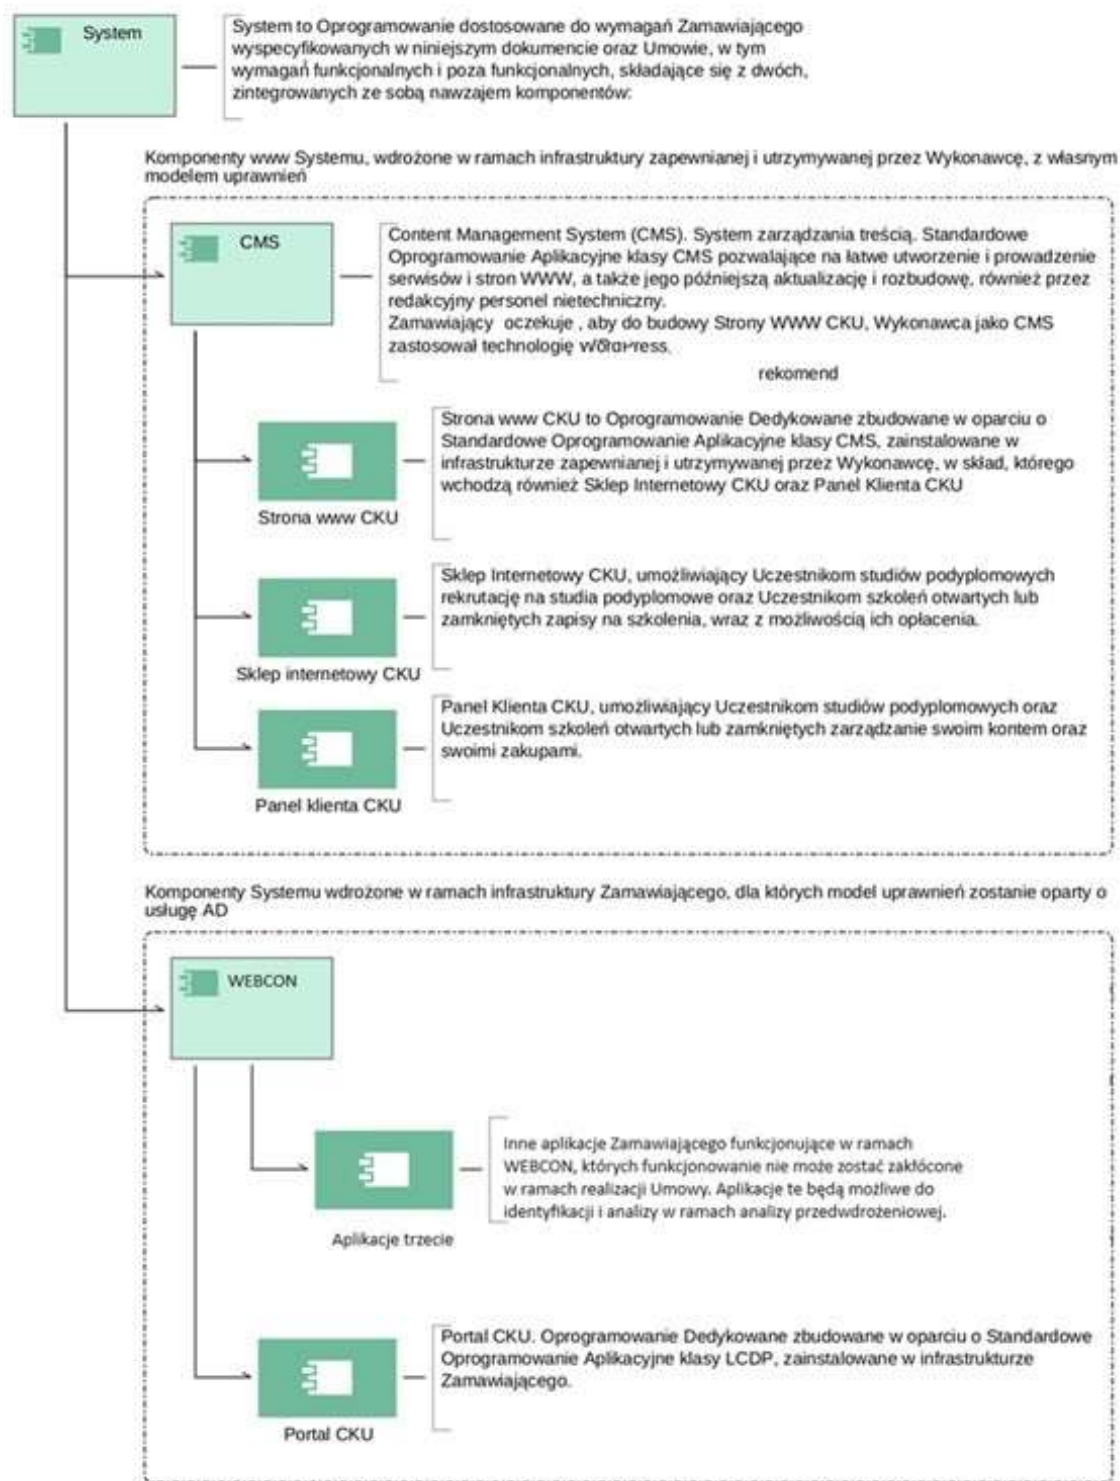 System
System to Oprogramowanie dostosowane do wymagań Zamawiającego
wyspecyfikowanych w niniejszym dokumencie oraz Umowie, w tym
wymagań funkcjonalnych i poza funkcjonalnych, składające się z dwóch,
zintegrowanych ze sobą nawzajem komponentów:
Komponenty www Systemu, wdrożone w ramach infrastruktury zapewnianej i utrzymywanej przez Wykonawcę, z własnym
modelem uprawnień
CMS
Content Management System (CMS). System zarządzania treścią. Standardowe
Oprogramowanie Aplikacyjne klasy CMS pozwalające na łatwe utworzenie i prowadzenie
serwisów i stron WWW, a także jego późniejszą aktualizację i rozbudowę, również przez
redakcyjny personel nietechniczny.
Zamawiający oczekuje , aby do budowy Strony WWW CKU, Wykonawca jako CMS
zastosował technologię
rekomend
Strona www CKU to Oprogramowanie Dedykowane zbudowane w oparciu o
Standardowe Oprogramowanie Aplikacyjne klasy CMS, zainstalowane w
infrastrukturze zapewnianej i utrzymywanej przez Wykonawcę, w skład, którego
wchodzą również Sklep Internetowy CKU oraz Panel Klienta CKU
Strona www CKU
Sklep Internetowy CKU, umożliwiający Uczestnikom studiów podyplomowych
rekrutację na studia podyplomowe oraz Uczestnikom szkoleń otwartych lub
zamkniętych zapisy na szkolenia, wraz z możliwością ich opłacenia.
Sklep internetowy CKU
Panel Klienta CKU, umożliwiający Uczestnikom studiów podyplomowych oraz
Uczestnikom szkoleń otwartych lub zamkniętych zarządzanie swoim kontem oraz
swoimi zakupami.
Panel klienta CKU
Komponenty Systemu wdrożone w ramach infrastruktury Zamawiającego, dla których model uprawnień zostanie oparty o
usługę AD
WEBCON
Inne aplikacje Zamawiającego funkcjonujące w ramach
WEBCON, których funkcjonowanie nie może zostać zakłócone
w ramach realizacji Umowy. Aplikacje te będą możliwe do
identyfikacji i analizy w ramach analizy przedwdrożeniowej.
Aplikacje trzecie
Portal CKU. Oprogramowanie Dedykowane zbudowane w oparciu o Standardowe
Oprogramowanie Aplikacyjne klasy LCDP, zainstalowane w infrastrukturze
Zamawiającego.
Portal CKU